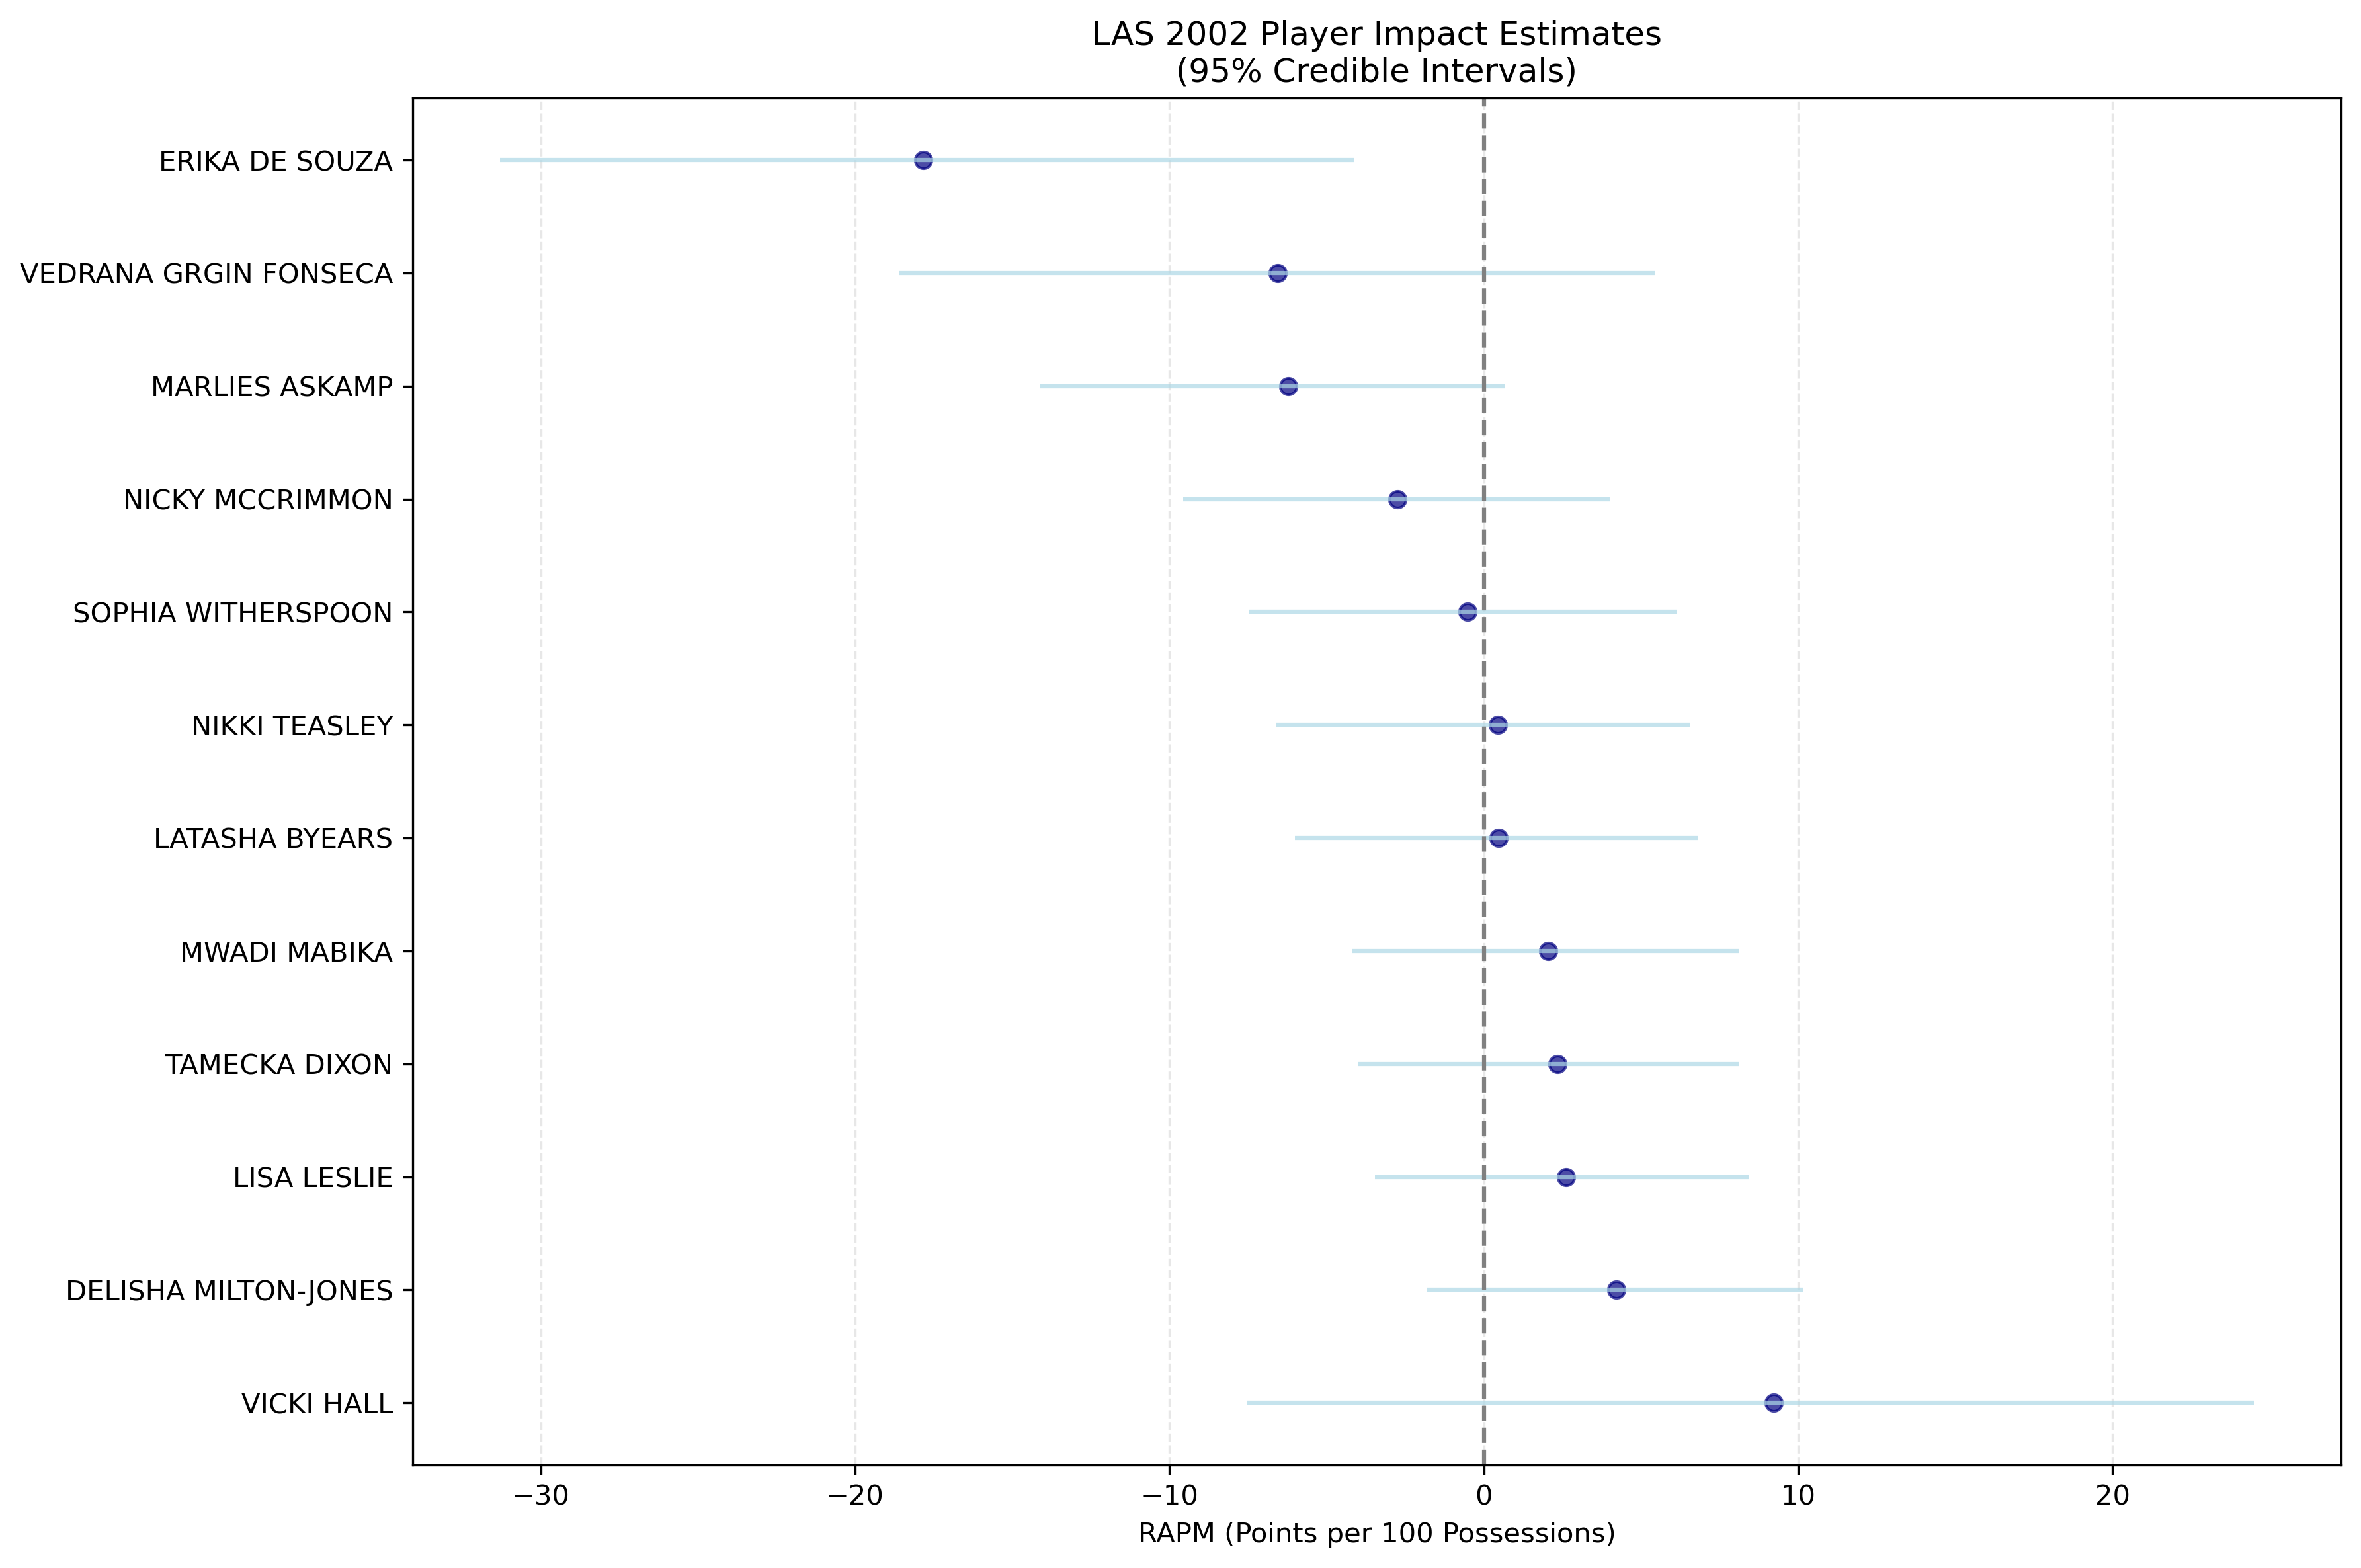 LAS 2002 Player Impact Estimates
(95% Credible Intervals)
ERIKA DE SOUZA
VEDRANA GRGIN FONSECA
MARLIES ASKAMP
NICKY MCCRIMMON
SOPHIA WITHERSPOON
NIKKI TEASLEY
LATASHA BYEARS
MWADI MABIKA
TAMECKA DIXON
LISA LESLIE
DELISHA MILTON-JONES
VICKI HALL
−30 −20 −10 0 10 20
RAPM (Points per 100 Possessions)